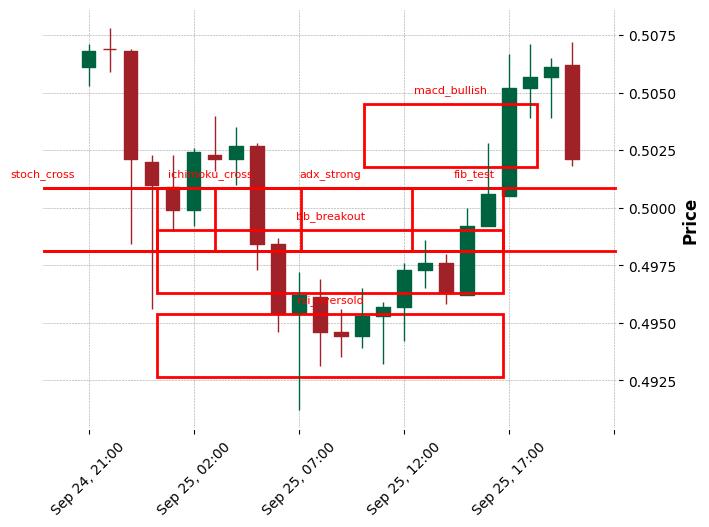 0.5075
macd_bullish
0.5050
0.5025
stoch_cross
ichimoku_cross
adx_strong
fib_test
0.5000
Price
bb_breakout
0.4975
rsi_oversold
0.4950
0.4925
Sep 24, 21:00
Sep 25, 02:00
Sep 25, 07:00
Sep 25, 12:00
Sep 25, 17:00